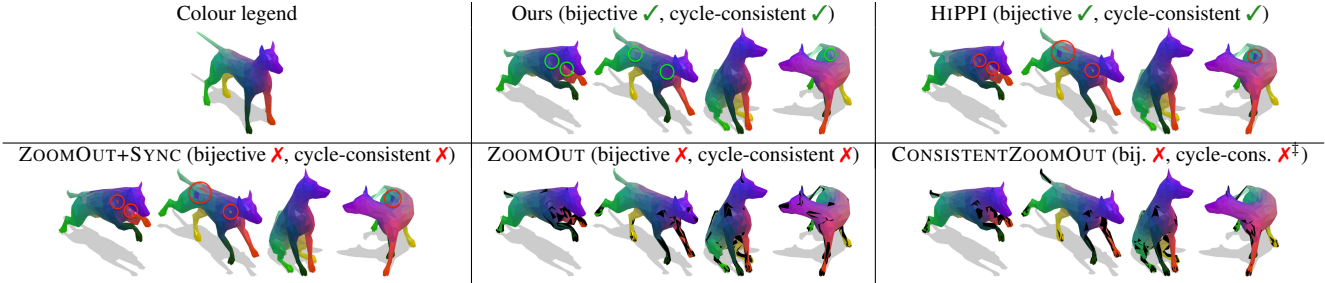 Colour legend
Ours (bijective ✓, cycle-consistent ✓)
HIPPI (bijective ✓, cycle-consistent ✓)
ZOOMOUT+SYNC (bijective ✗, cycle-consistent ✗)
ZOOMOUT (bijective ✗, cycle-consistent ✗)
CONSISTENTZOOMOUT (bij. ✗, cycle-cons. ✗‡)